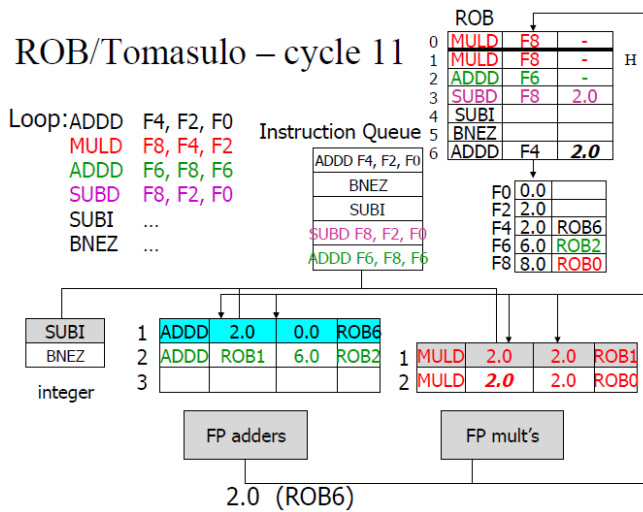 ROB/Tomasulo – cycle 11
ROB
0 MULD F8 -
1 MULD F8 - H
2 ADDD F6 -
3 SUBD F8 2.0
4 SUBI
5 BNEZ
6 ADDD F4 2.0
Loop: ADDD F4, F2, F0
MULD F8, F4, F2
ADDD F6, F8, F6
SUBD F8, F2, F0
SUBI ...
BNEZ ...
Instruction Queue
ADDD F4, F2, F0
BNEZ
SUBI
SUBD F8, F2, F0
ADDD F6, F8, F6
F0 0.0
F2 2.0
F4 2.0 ROB6
F6 6.0 ROB2
F8 8.0 ROB0
SUBI
BNEZ
integer
1 ADDD 2.0 0.0 ROB6
2 ADDD ROB1 6.0 ROB2
3
1 MULD 2.0 2.0 ROB1
2 MULD 2.0 2.0 ROB0
FP adders
FP mult's
2.0 (ROB6)